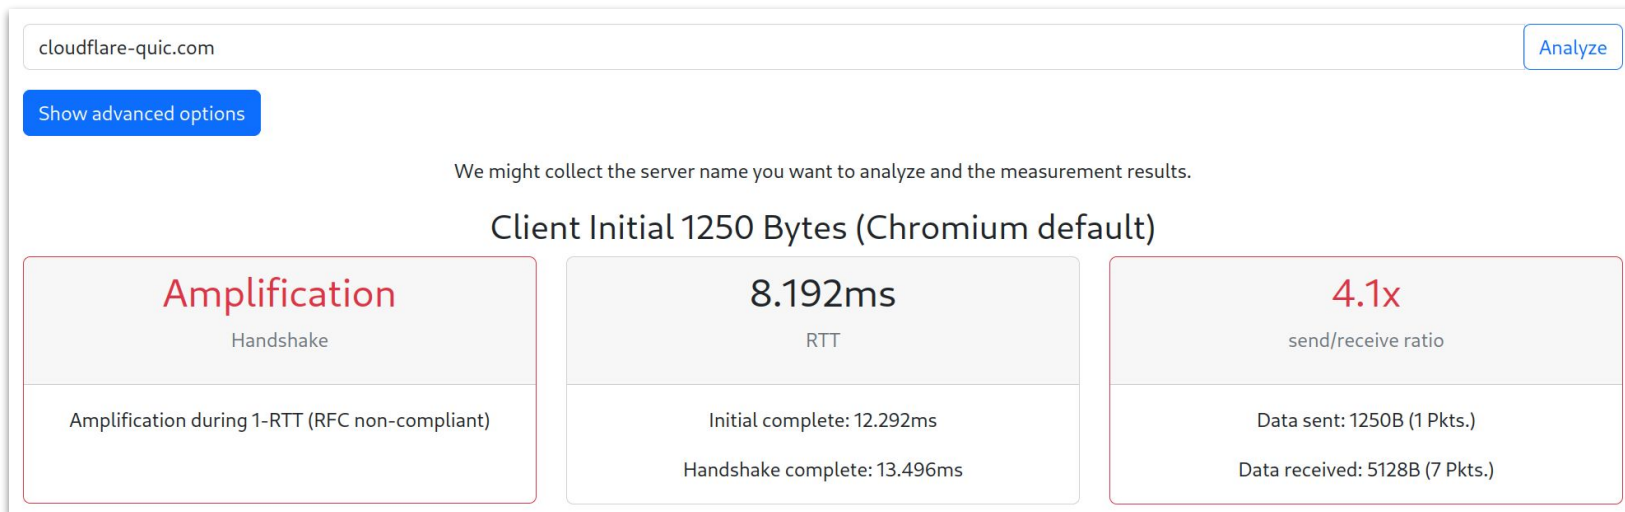 cloudflare-quic.com
Analyze
Show advanced options
We might collect the server name you want to analyze and the measurement results.
Client Initial 1250 Bytes (Chromium default)
Amplification
Handshake
Amplification during 1-RTT (RFC non-compliant)
8.192ms
RTT
Initial complete: 12.292ms
Handshake complete: 13.496ms
4.1x
send/receive ratio
Data sent: 1250B (1 Pkts.)
Data received: 5128B (7 Pkts.)